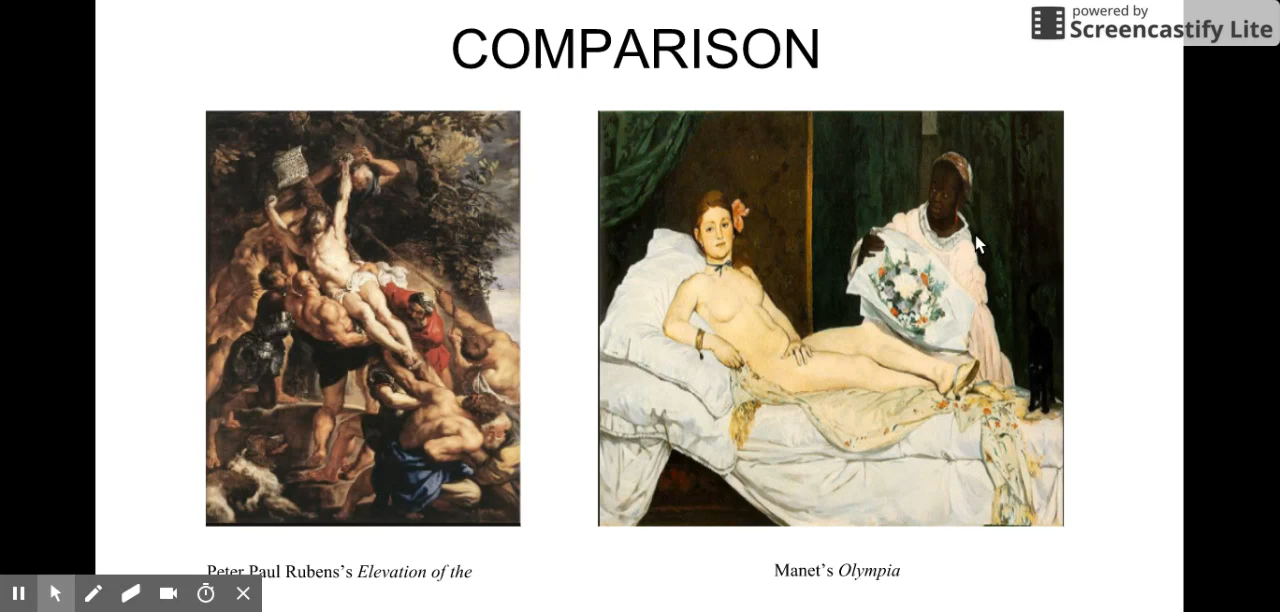 powered by
Screencastify Lite
COMPARISON
Peter Paul Rubens's Elevation of the
Manet's Olympia